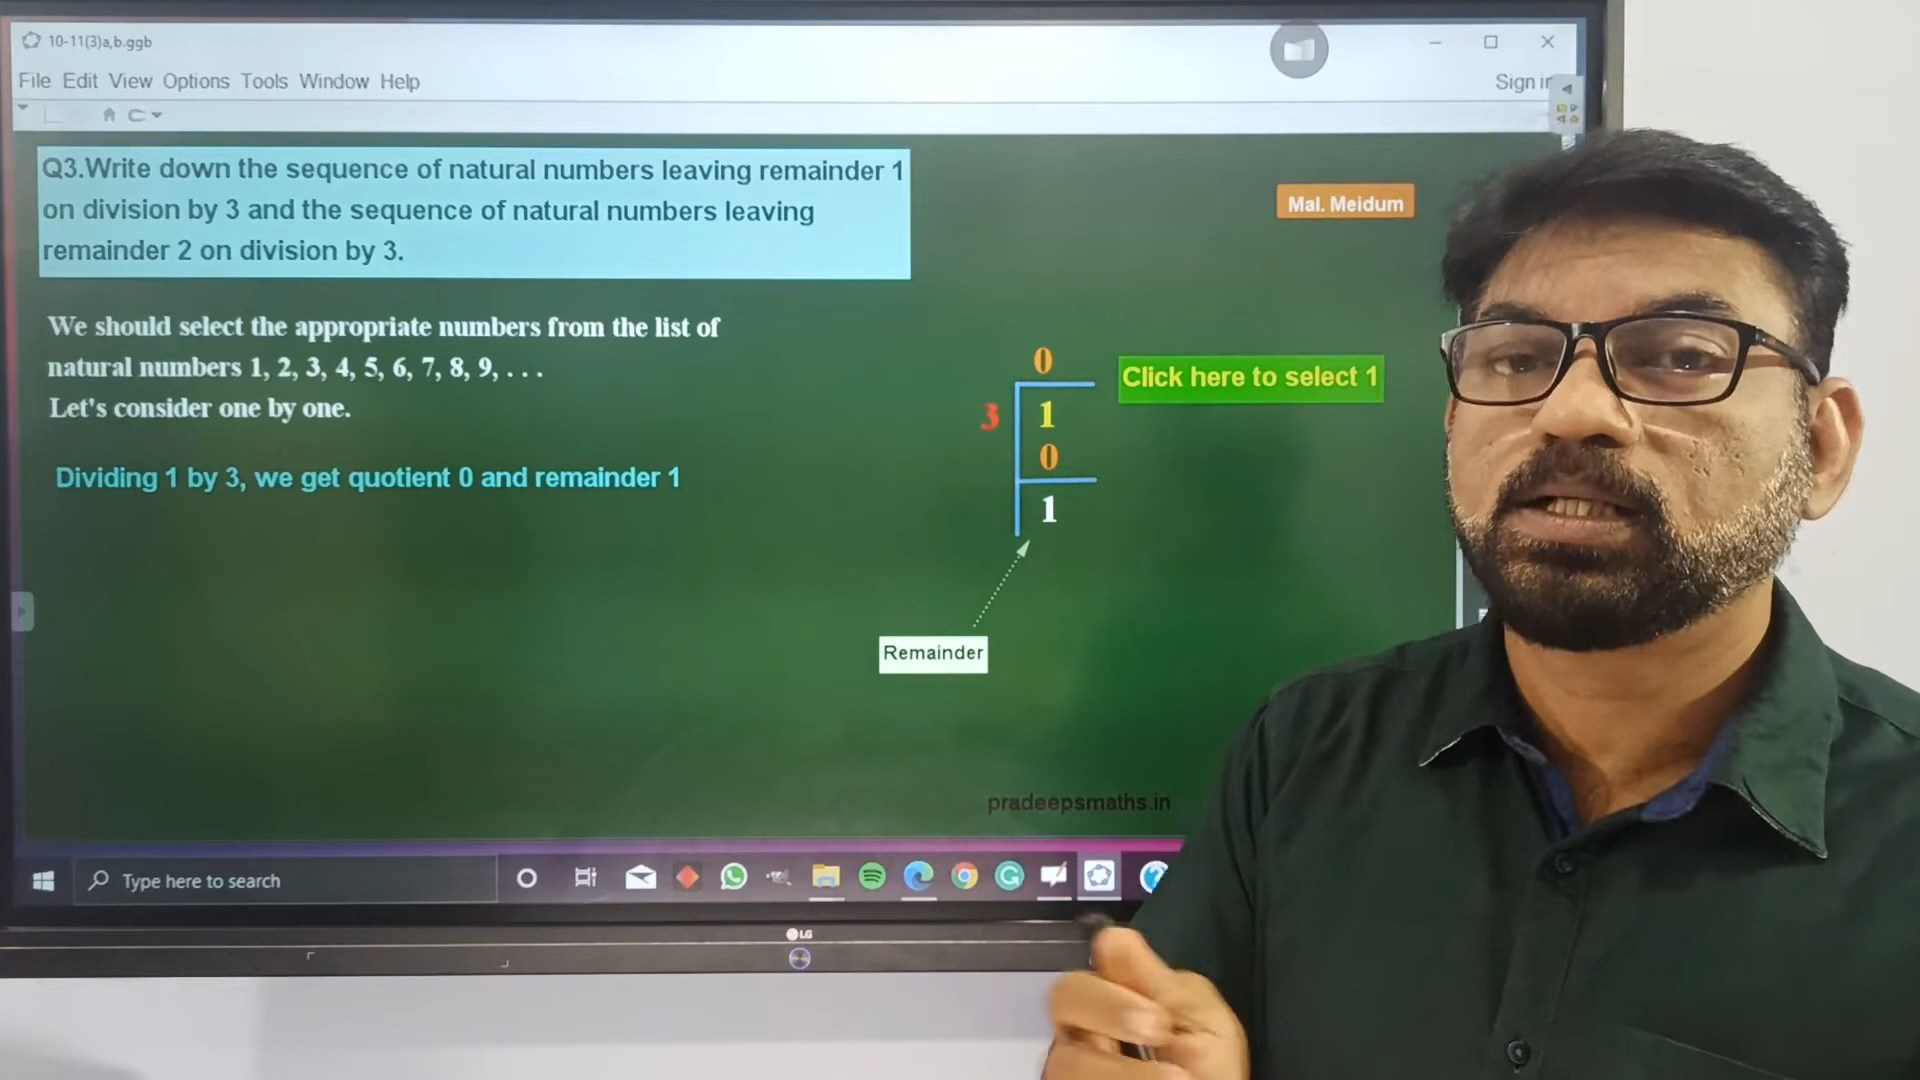 10-11(3)a,b.ggb
File Edit View Options Tools Window Help
Sign in
Q3.Write down the sequence of natural numbers leaving remainder 1
on division by 3 and the sequence of natural numbers leaving
remainder 2 on division by 3.
Mal. Meidum
We should select the appropriate numbers from the list of
natural numbers 1, 2, 3, 4, 5, 6, 7, 8, 9, . . .
Let's consider one by one.
Dividing 1 by 3, we get quotient 0 and remainder 1
0
3 1
0
1
Click here to select 1
Remainder
pradeepsmaths.in
Type here to search
LG